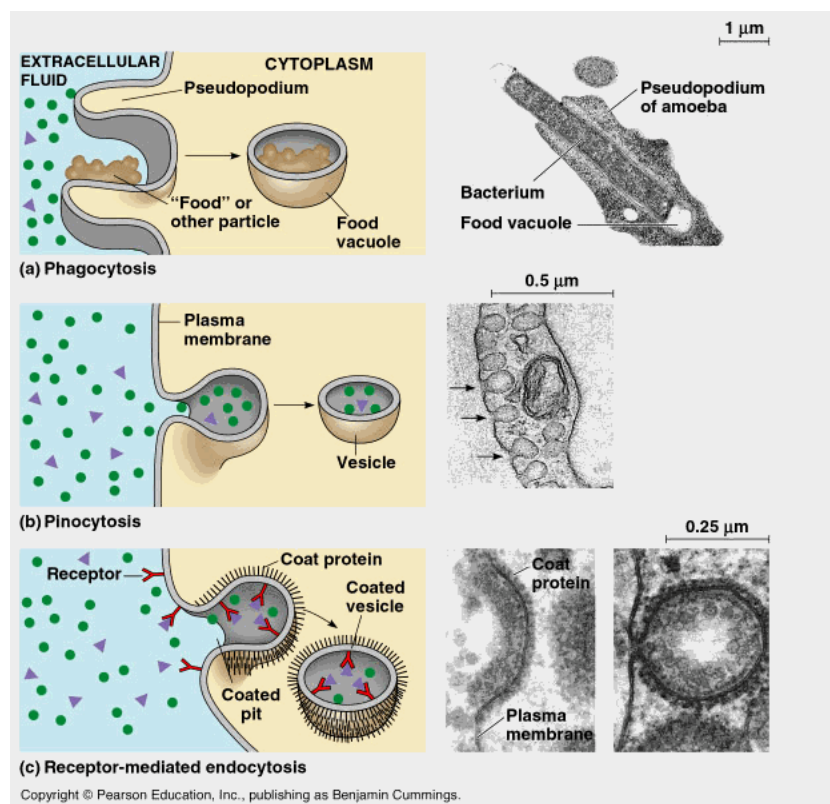 1 µm
EXTRACELLULAR
FLUID
CYTOPLASM
Pseudopodium
"Food" or
other particle
Food
vacuole
Pseudopodium
of amoeba
Bacterium
Food vacuole
(a) Phagocytosis
0.5 µm
Plasma
membrane
Vesicle
(b) Pinocytosis
0.25 µm
Receptor
Coat protein
Coated
vesicle
Coated
pit
Coat
protein
Plasma
membrane
(c) Receptor-mediated endocytosis
Copyright © Pearson Education, Inc., publishing as Benjamin Cummings.